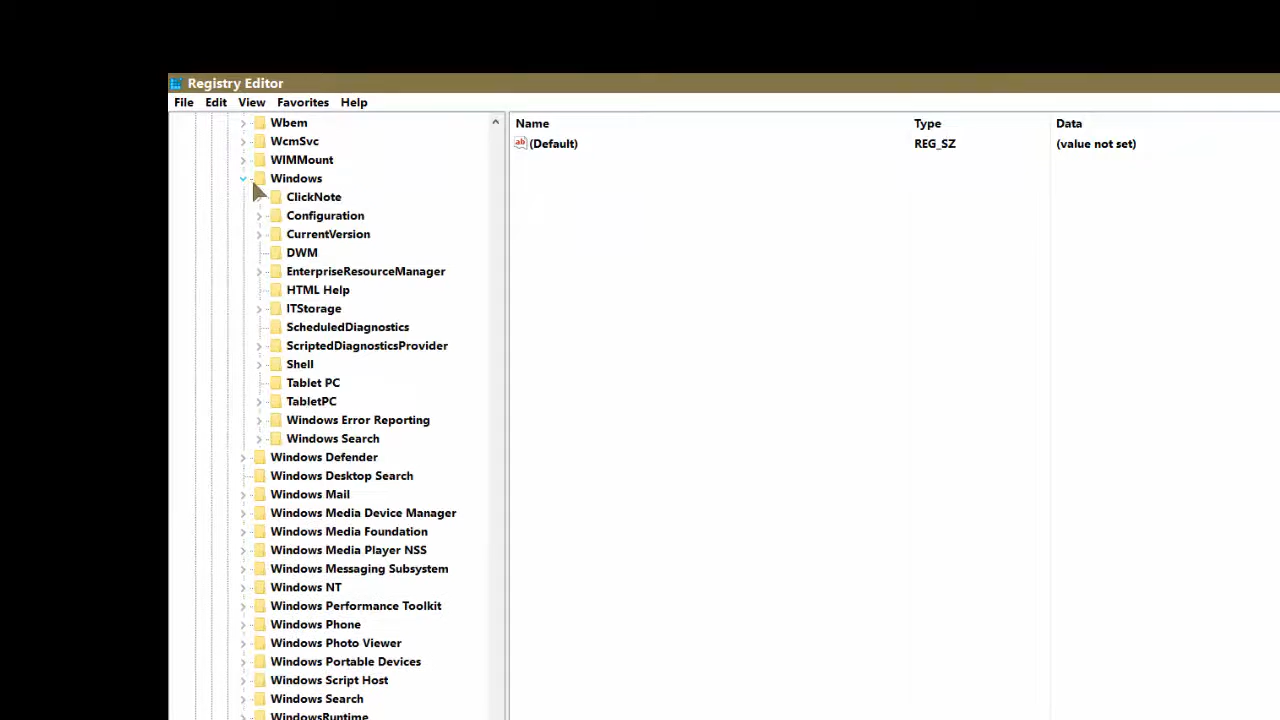 Registry Editor
File Edit View Favorites Help
Name Type Data
ab (Default) REG_SZ (value not set)
Wbem
WcmSvc
WIMMount
Windows
ClickNote
Configuration
CurrentVersion
DWM
EnterpriseResourceManager
HTML Help
ITStorage
ScheduledDiagnostics
ScriptedDiagnosticsProvider
Shell
Tablet PC
TabletPC
Windows Error Reporting
Windows Search
Windows Defender
Windows Desktop Search
Windows Mail
Windows Media Device Manager
Windows Media Foundation
Windows Media Player NSS
Windows Messaging Subsystem
Windows NT
Windows Performance Toolkit
Windows Phone
Windows Photo Viewer
Windows Portable Devices
Windows Script Host
Windows Search
WindowsRuntime